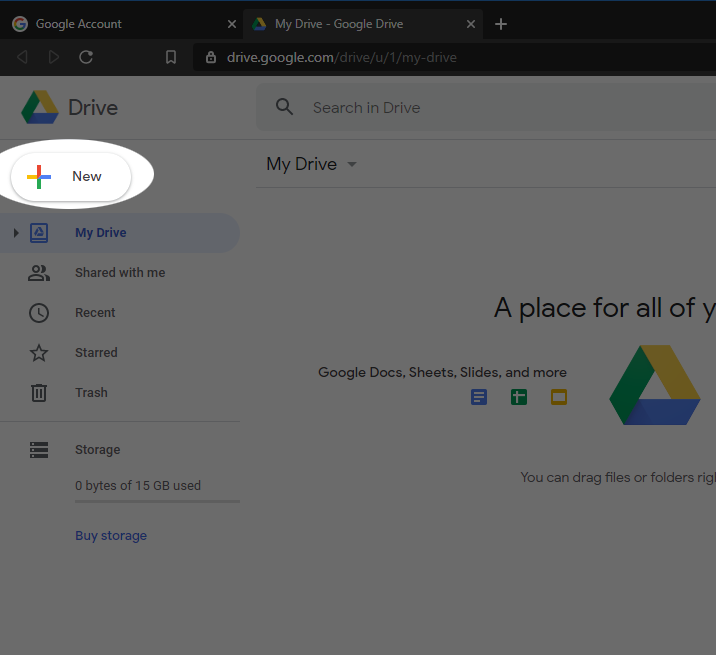 Google Account
My Drive - Google Drive
drive.google.com/drive/u/1/my-drive
Drive
Search in Drive
New
My Drive
My Drive
Shared with me
Recent
Starred
Trash
Storage
0 bytes of 15 GB used
Buy storage
A place for all of y
Google Docs, Sheets, Slides, and more
You can drag files or folders righ